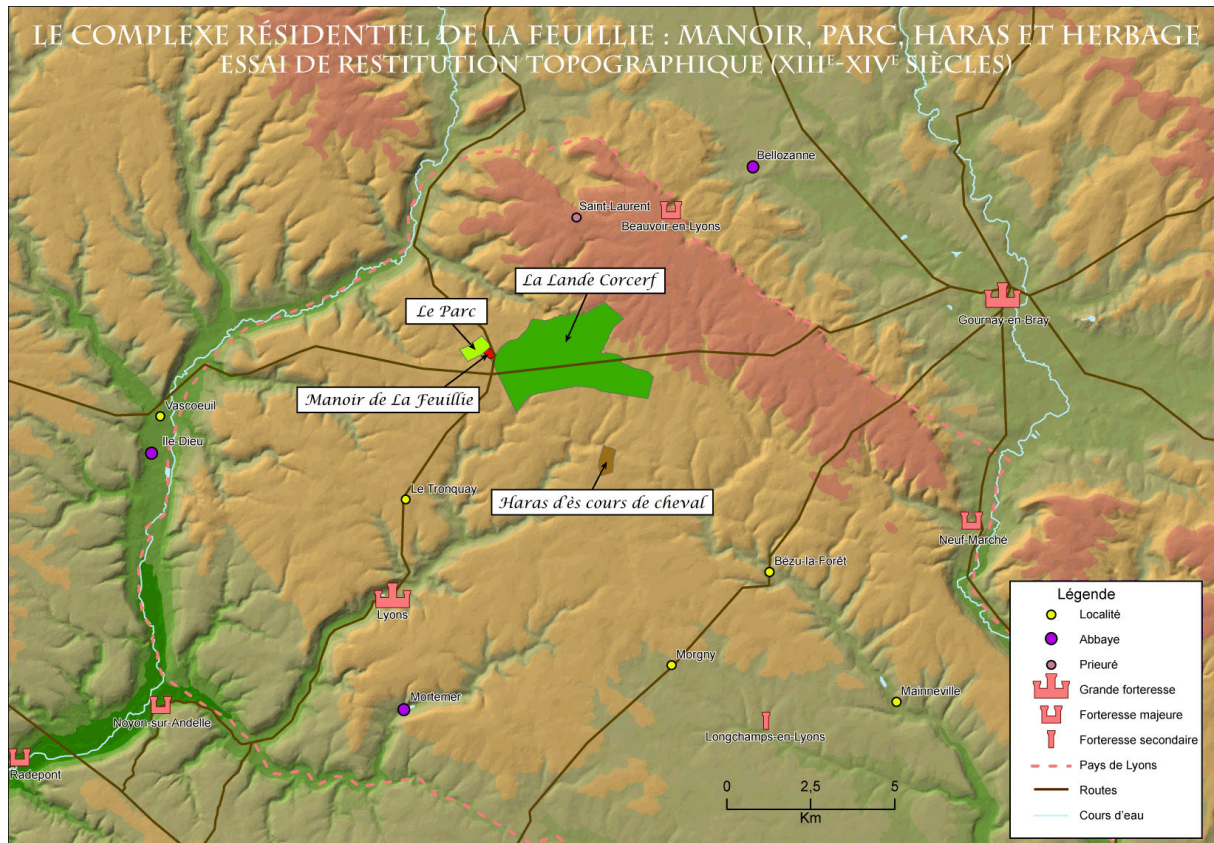 LE COMPLEXE RÉSIDENTIEL DE LA FEUILLIE : MANOIR, PARC, HARAS ET HERBAGE
ESSAI DE RESTITUTION TOPOGRAPHIQUE (XIIIE-XIVE SIÈCLES)
Bellozanne
Saint-Laurent
Beauvoir-en-Lyons
La Lande Corcerf
Le Parc
Gournay-en-Bray
Manoir de La Feuillie
Vascoeuil
Ile-Dieu
Le Tronquay
Haras d'ès cours de cheval
Neuf-Marché
Bézu-la-Forêt
Lyons
Morgny
Mortemer
Mainneville
Noyon-sur-Andelle
Longchamps-en-Lyons
Radepont
0 2,5 5
Km
Légende
Localité
Abbaye
Prieuré
Grande forteresse
Forteresse majeure
Forteresse secondaire
Pays de Lyons
Routes
Cours d'eau